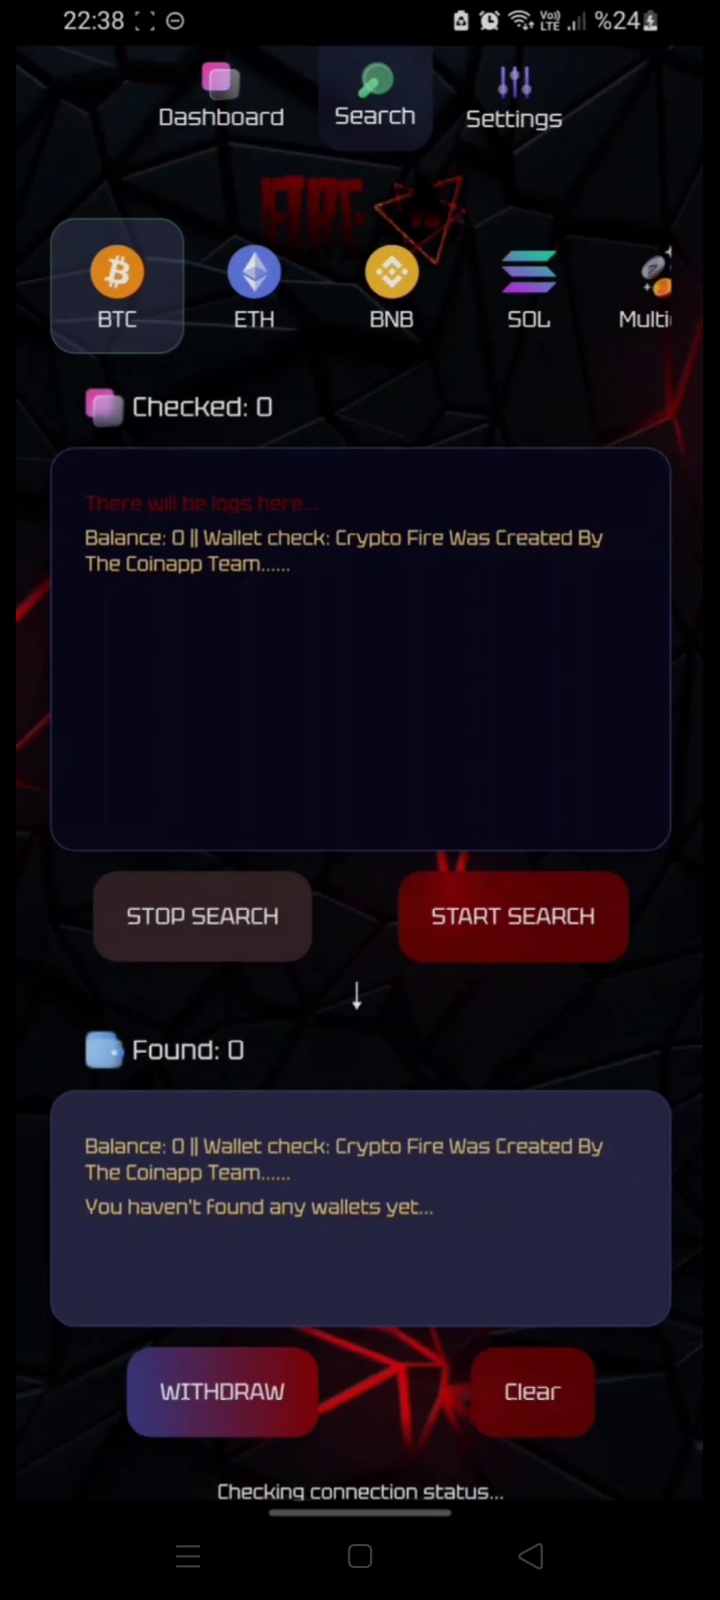 22:38
Vo)) LTE
%24
Dashboard
Search
Settings
FIRE
BTC
ETH
BNB
SOL
Multi
Checked: 0
There will be logs here...
Balance: 0 || Wallet check: Crypto Fire Was Created By
The Coinapp Team......
STOP SEARCH
START SEARCH
↓
Found: 0
Balance: 0 || Wallet check: Crypto Fire Was Created By
The Coinapp Team......
You haven't found any wallets yet...
WITHDRAW
Clear
Checking connection status...